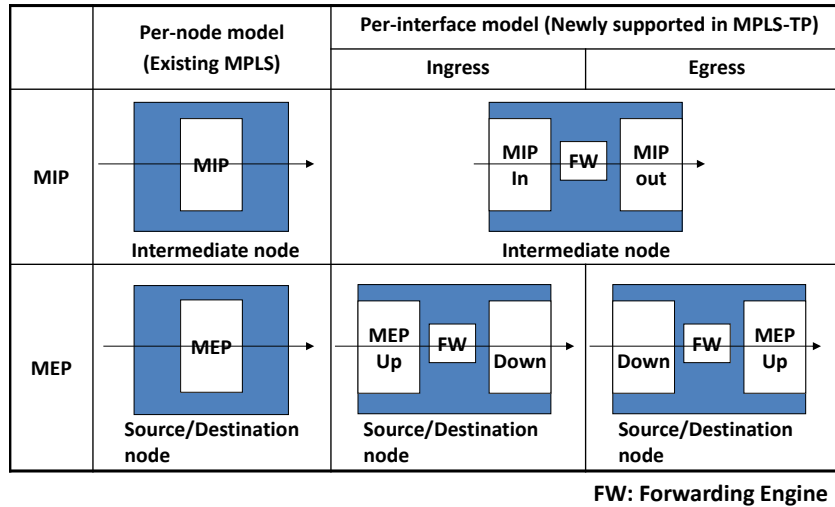 Per-node model
(Existing MPLS)
Per-interface model (Newly supported in MPLS-TP)
Ingress
Egress
MIP
MIP
Intermediate node
MIP
In
FW
MIP
out
Intermediate node
MEP
MEP
Source/Destination
node
MEP
Up
FW
Down
Source/Destination
node
Down
FW
MEP
Up
Source/Destination
node
FW: Forwarding Engine